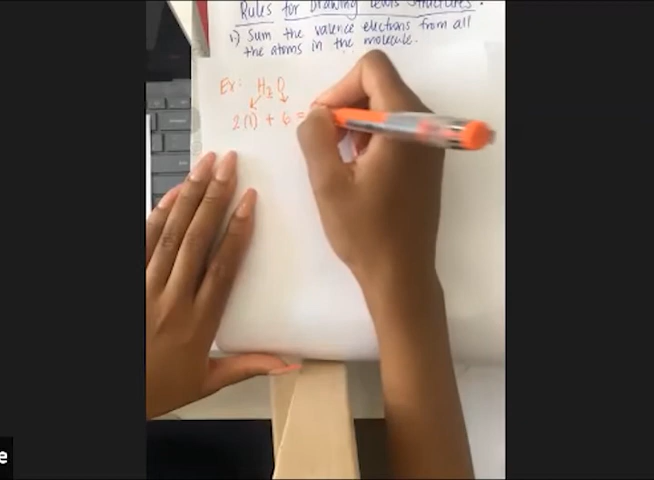 Rules for Drawing Lewis Structures:
1.) Sum the valence electrons from all
the atoms in the molecule.
Ex: H₂O
2(1) + 6 =
e